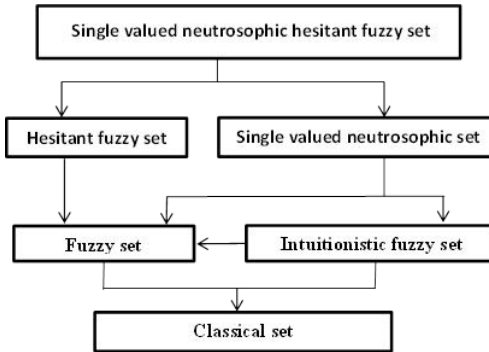 Single valued neutrosophic hesitant fuzzy set
Hesitant fuzzy set
Single valued neutrosophic set
Fuzzy set
Intuitionistic fuzzy set
Classical set